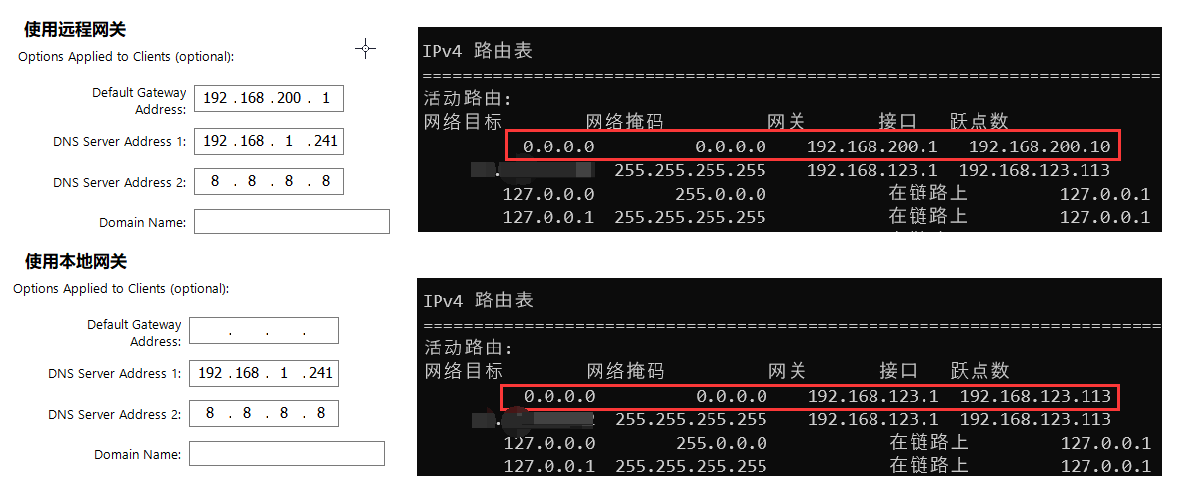 使用远程网关
Options Applied to Clients (optional):
Default Gateway
Address:
192 . 168 . 200 . 1
DNS Server Address 1:
192 . 168 . 1 . 241
DNS Server Address 2:
8 . 8 . 8 . 8
Domain Name:
IPv4 路由表
===========================================================================
活动路由:
网络目标 网络掩码 网关 接口 跃点数
0.0.0.0 0.0.0.0 192.168.200.1 192.168.200.10
255.255.255.255 192.168.123.1 192.168.123.113
127.0.0.0 255.0.0.0 在链路上 127.0.0.1
127.0.0.1 255.255.255.255 在链路上 127.0.0.1
使用本地网关
Options Applied to Clients (optional):
Default Gateway
Address:
. . .
DNS Server Address 1:
192 . 168 . 1 . 241
DNS Server Address 2:
8 . 8 . 8 . 8
Domain Name:
IPv4 路由表
===========================================================================
活动路由:
网络目标 网络掩码 网关 接口 跃点数
0.0.0.0 0.0.0.0 192.168.123.1 192.168.123.113
255.255.255.255 192.168.123.1 192.168.123.113
127.0.0.0 255.0.0.0 在链路上 127.0.0.1
127.0.0.1 255.255.255.255 在链路上 127.0.0.1